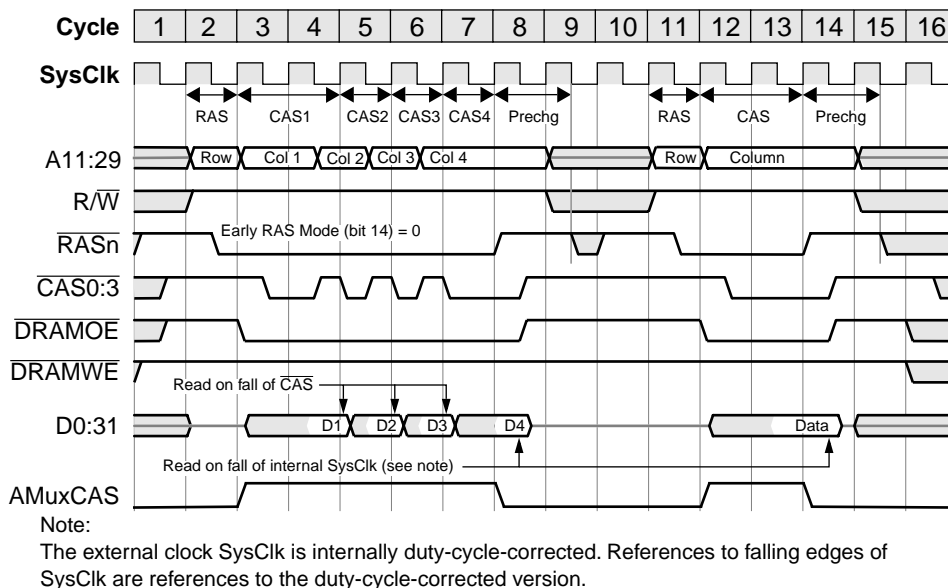 Cycle 1 2 3 4 5 6 7 8 9 10 11 12 13 14 15 16
SysClk
RAS CAS1 CAS2 CAS3 CAS4 Prechg RAS CAS Prechg
A11:29 Row Col 1 Col 2 Col 3 Col 4 Row Column
R/W
RASn Early RAS Mode (bit 14) = 0
CAS0:3
DRAMOE
DRAMWE
Read on fall of CAS
D0:31 D1 D2 D3 D4 Data
Read on fall of internal SysClk (see note)
AMuxCAS
Note:
The external clock SysClk is internally duty-cycle-corrected. References to falling edges of
SysClk are references to the duty-cycle-corrected version.